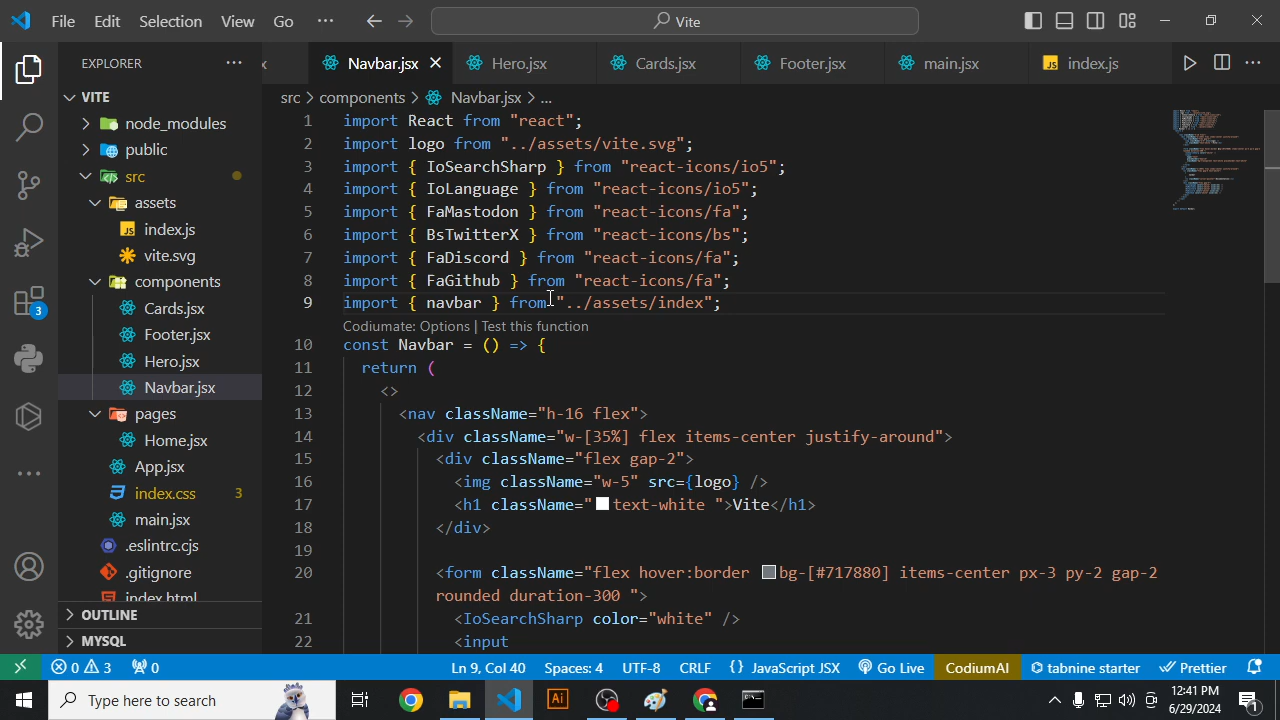 File Edit Selection View Go ··· Vite
EXPLORER ···
VITE
node_modules
public
src
assets
index.js
vite.svg
components
Cards.jsx
Footer.jsx
Hero.jsx
Navbar.jsx
pages
Home.jsx
App.jsx
index.css 3
main.jsx
.eslintrc.cjs
.gitignore
index.html
OUTLINE
MYSQL
3
Navbar.jsx Hero.jsx Cards.jsx Footer.jsx main.jsx JS index.js
src > components > Navbar.jsx > ...
1 import React from "react";
2 import logo from "../assets/vite.svg";
3 import { IoSearchSharp } from "react-icons/io5";
4 import { IoLanguage } from "react-icons/io5";
5 import { FaMastodon } from "react-icons/fa";
6 import { BsTwitterX } from "react-icons/bs";
7 import { FaDiscord } from "react-icons/fa";
8 import { FaGithub } from "react-icons/fa";
9 import { navbar } from "../assets/index";
Codiumate: Options | Test this function
10 const Navbar = () => {
11 return (
12 <>
13 <nav className="h-16 flex">
14 <div className="w-[35%] flex items-center justify-around">
15 <div className="flex gap-2">
16 <img className="w-5" src={logo} />
17 <h1 className="text-white ">Vite</h1>
18 </div>
19
20 <form className="flex hover:border bg-[#717880] items-center px-3 py-2 gap-2
rounded duration-300 ">
21 <IoSearchSharp color="white" />
22 <input
0 3 0 Ln 9, Col 40 Spaces: 4 UTF-8 CRLF {} JavaScript JSX Go Live CodiumAI tabnine starter Prettier
Type here to search Ai 12:41 PM
6/29/2024 1